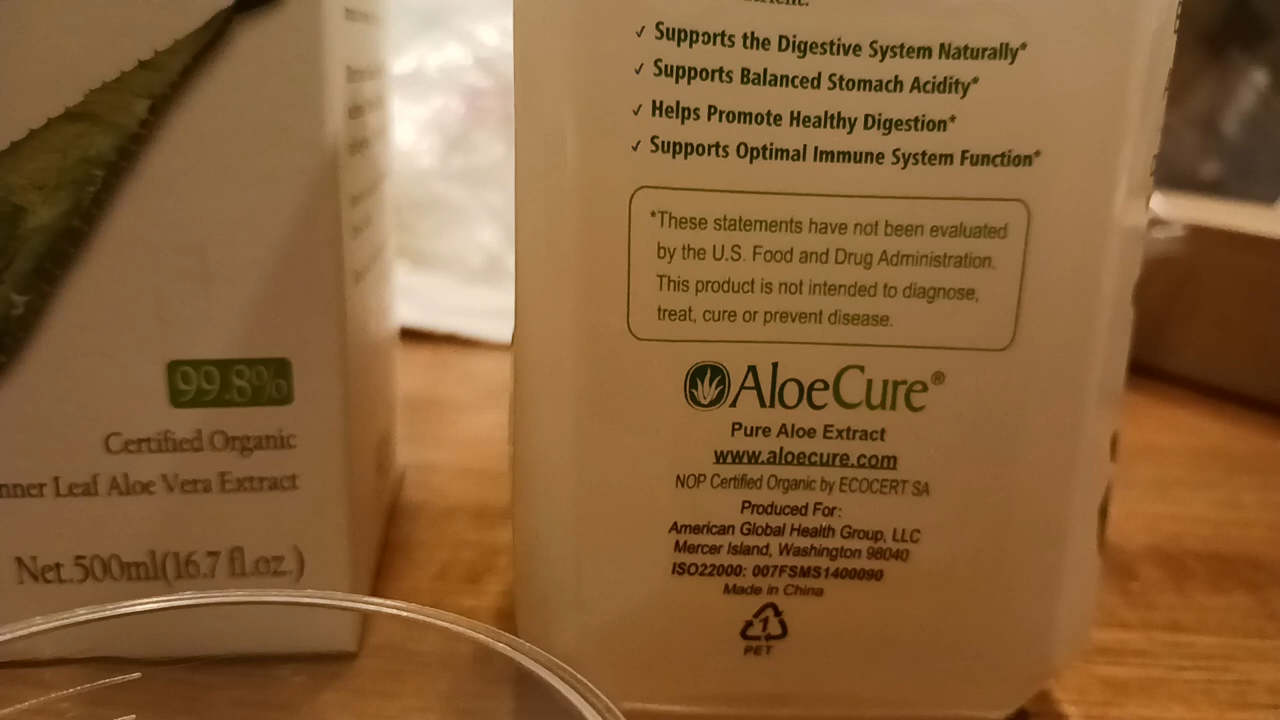 99.8%
Certified Organic
Leaf Aloe Vera Extract
Net.500ml(16.7 fl.oz.)
✓ Supports the Digestive System Naturally*
✓ Supports Balanced Stomach Acidity*
✓ Helps Promote Healthy Digestion*
✓ Supports Optimal Immune System Function*
*These statements have not been evaluated
by the U.S. Food and Drug Administration.
This product is not intended to diagnose,
treat, cure or prevent disease.
AloeCure®
Pure Aloe Extract
www.aloecure.com
NOP Certified Organic by ECOCERT SA
Produced For:
American Global Health Group, LLC
Mercer Island, Washington 98040
ISO22000: 007FSMS1400090
Made in China
1
PET